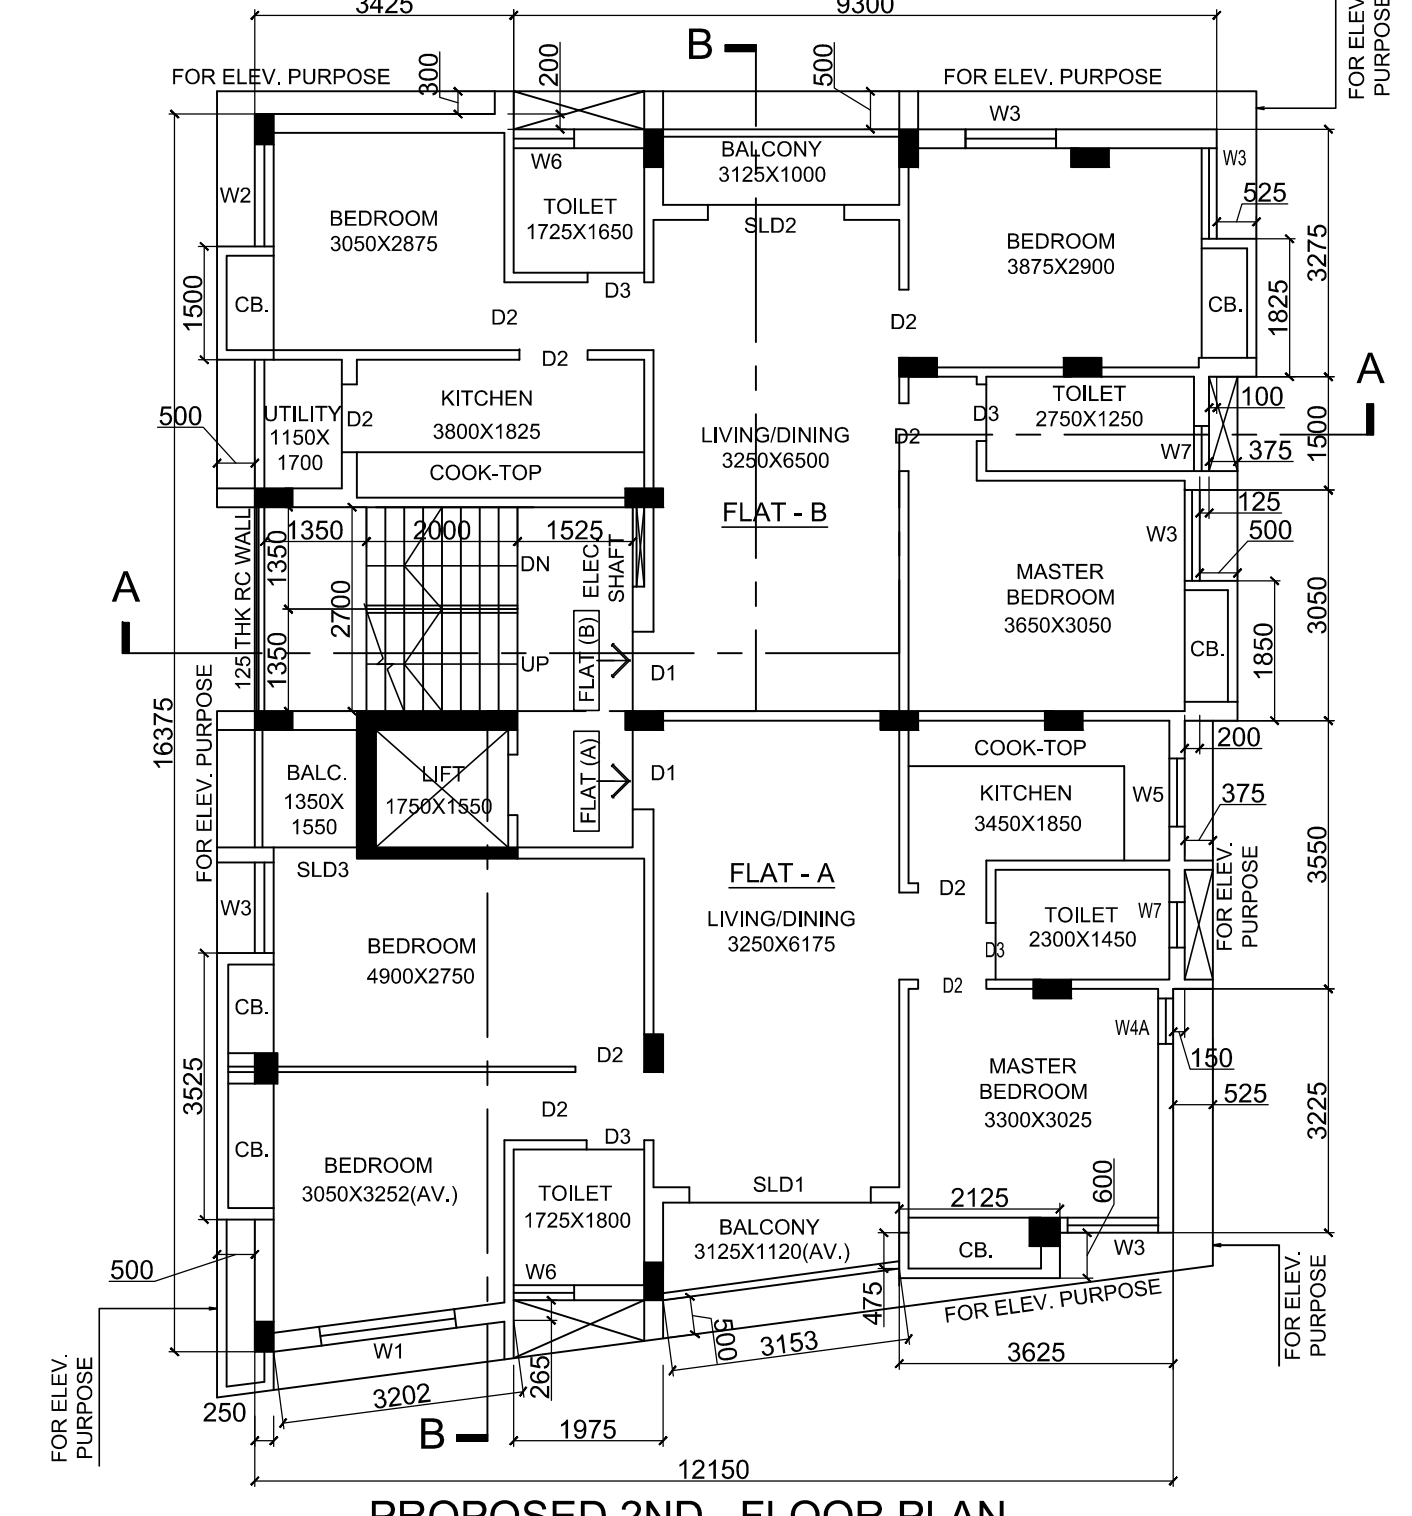 3425
9300
B
FOR ELEV. PURPOSE
300
200
500
FOR ELEV. PURPOSE
FOR ELEV.
PURPOSE
W3
W6
BALCONY
3125X1000
W3
W2
BEDROOM
3050X2875
TOILET
1725X1650
SLD2
BEDROOM
3875X2900
525
3275
1500
CB.
D3
D2
D2
CB.
1825
D2
A
500
UTILITY
1150X
1700
D2
KITCHEN
3800X1825
COOK-TOP
LIVING/DINING
3250X6500
D2
D3
TOILET
2750X1250
W7
100
375
1500
FLAT - B
125
500
W3
125 THK RC WALL
1350
2000
1525
1350
2700
1350
DN
UP
ELEC
SHAFT
A
MASTER
BEDROOM
3650X3050
CB.
1850
3050
FLAT (B)
D1
16375
FOR ELEV. PURPOSE
BALC.
1350X
1550
LIFT
1750X1550
FLAT (A)
D1
COOK-TOP
KITCHEN
3450X1850
W5
200
375
3550
SLD3
FLAT - A
W3
LIVING/DINING
3250X6175
D2
TOILET
2300X1450
W7
D3
FOR ELEV.
PURPOSE
BEDROOM
4900X2750
D2
CB.
W4A
150
525
3525
D2
D2
MASTER
BEDROOM
3300X3025
3225
CB.
D3
BEDROOM
3050X3252(AV.)
TOILET
1725X1800
SLD1
BALCONY
3125X1120(AV.)
2125
600
CB.
W3
500
W6
475
FOR ELEV. PURPOSE
FOR ELEV.
PURPOSE
W1
500
3153
3625
265
3202
FOR ELEV.
PURPOSE
250
B
1975
12150
PROPOSED 2ND FLOOR PLAN